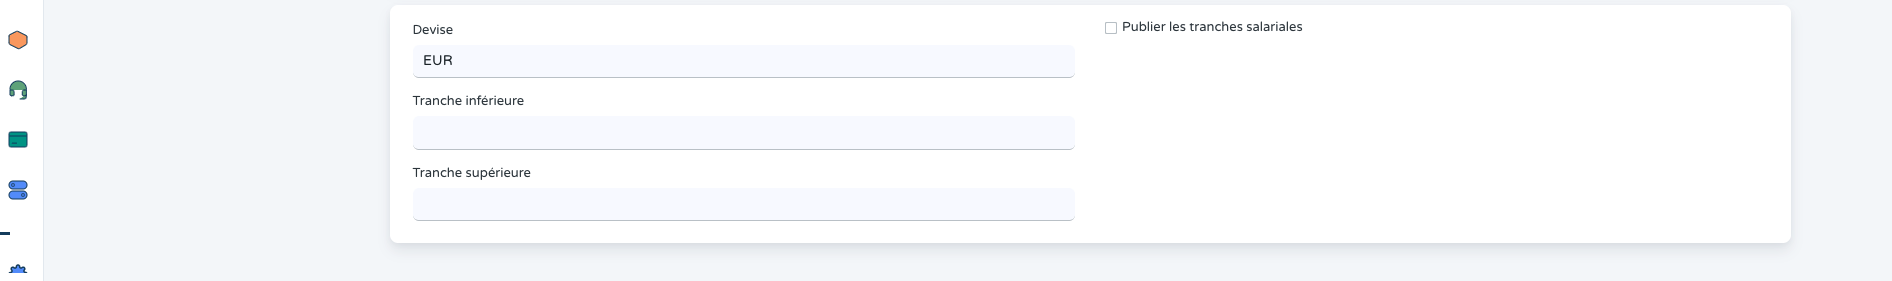 Devise
EUR
Tranche inférieure
Tranche supérieure
Publier les tranches salariales